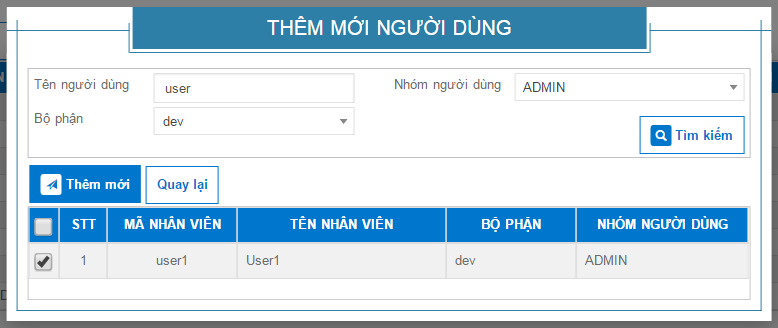 THÊM MỚI NGƯỜI DÙNG
Tên người dùng user Nhóm người dùng ADMIN
Bộ phận dev
Tìm kiếm
Thêm mới Quay lại
STT MÃ NHÂN VIÊN TÊN NHÂN VIÊN BỘ PHẬN NHÓM NGƯỜI DÙNG
1 user1 User1 dev ADMIN